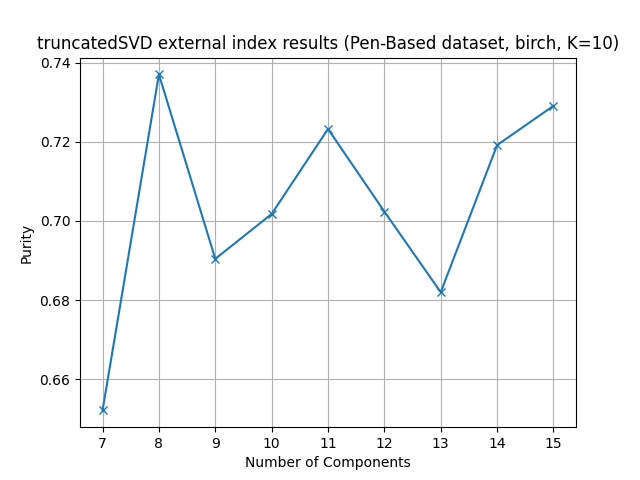 truncatedSVD external index results (Pen-Based dataset, birch, K=10)
0.74
0.72
0.70
0.68
0.66
Purity
7 8 9 10 11 12 13 14 15
Number of Components